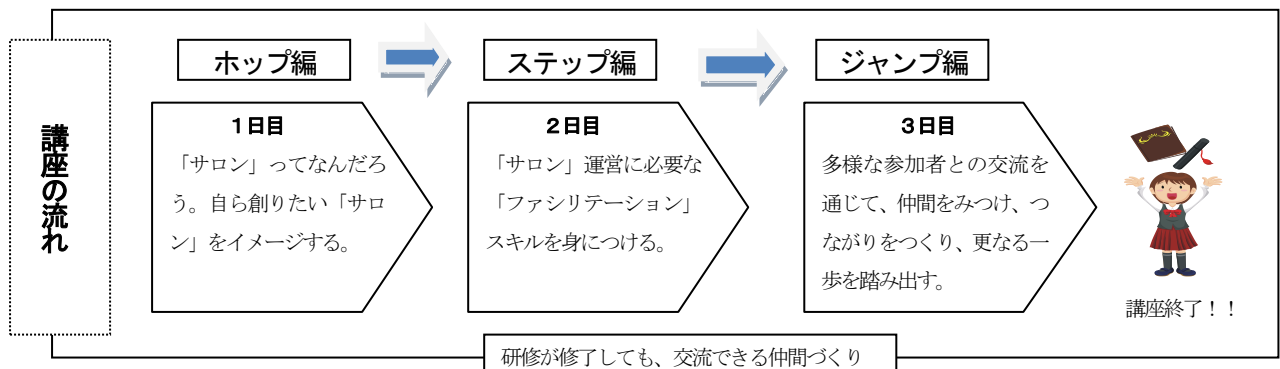 講座の流れ
ホップ編
ステップ編
ジャンプ編
1日目
「サロン」ってなんだろ
う。自ら創りたい「サロ
ン」をイメージする。
2日目
「サロン」運営に必要な
「ファシリテーション」
スキルを身につける。
3日目
多様な参加者との交流を
通じて、仲間をみつけ、つ
ながりをつくり、更なる一
歩を踏み出す。
講座終了！！
研修が修了しても、交流できる仲間づくり